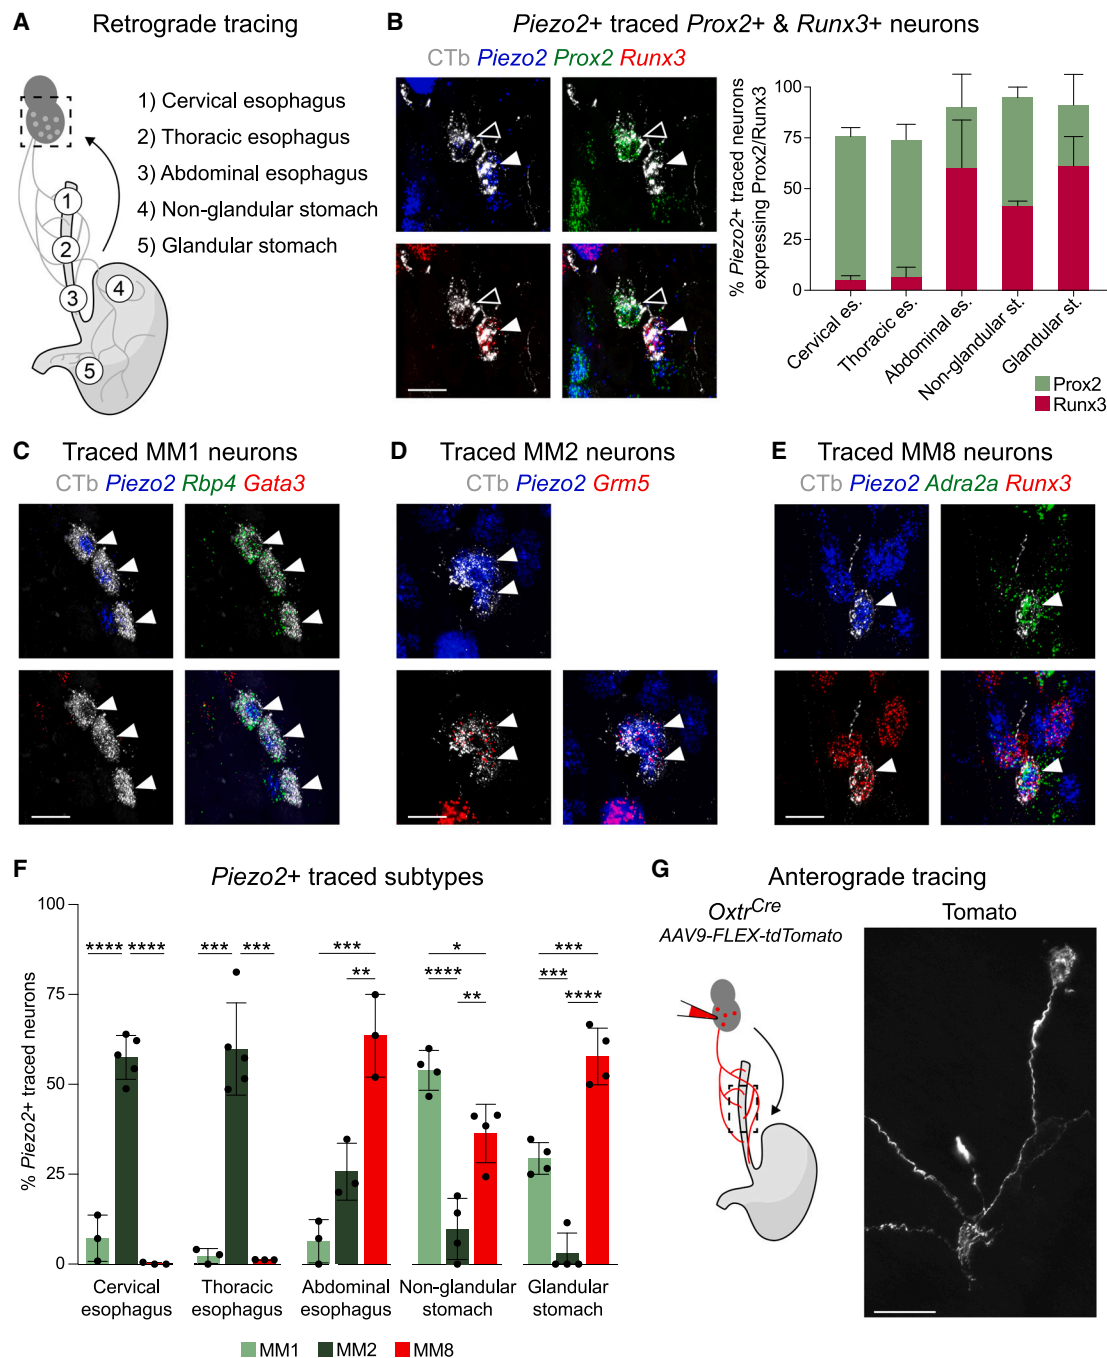 A Retrograde tracing
1) Cervical esophagus
2) Thoracic esophagus
3) Abdominal esophagus
4) Non-glandular stomach
5) Glandular stomach
1
2
3
4
5
B Piezo2+ traced Prox2+ & Runx3+ neurons
CTb Piezo2 Prox2 Runx3
% Piezo2+ traced neurons
expressing Prox2/Runx3
100
75
50
25
0
Cervical es.
Thoracic es.
Abdominal es.
Non-glandular st.
Glandular st.
Prox2
Runx3
C Traced MM1 neurons
CTb Piezo2 Rbp4 Gata3
D Traced MM2 neurons
CTb Piezo2 Grm5
E Traced MM8 neurons
CTb Piezo2 Adra2a Runx3
F Piezo2+ traced subtypes
% Piezo2+ traced neurons
100
75
50
25
0
**** ****
*** ***
***
**
*
****
**
***
***
****
Cervical
esophagus
Thoracic
esophagus
Abdominal
esophagus
Non-glandular
stomach
Glandular
stomach
MM1 MM2 MM8
G Anterograde tracing
OxtrCre
AAV9-FLEX-tdTomato
Tomato